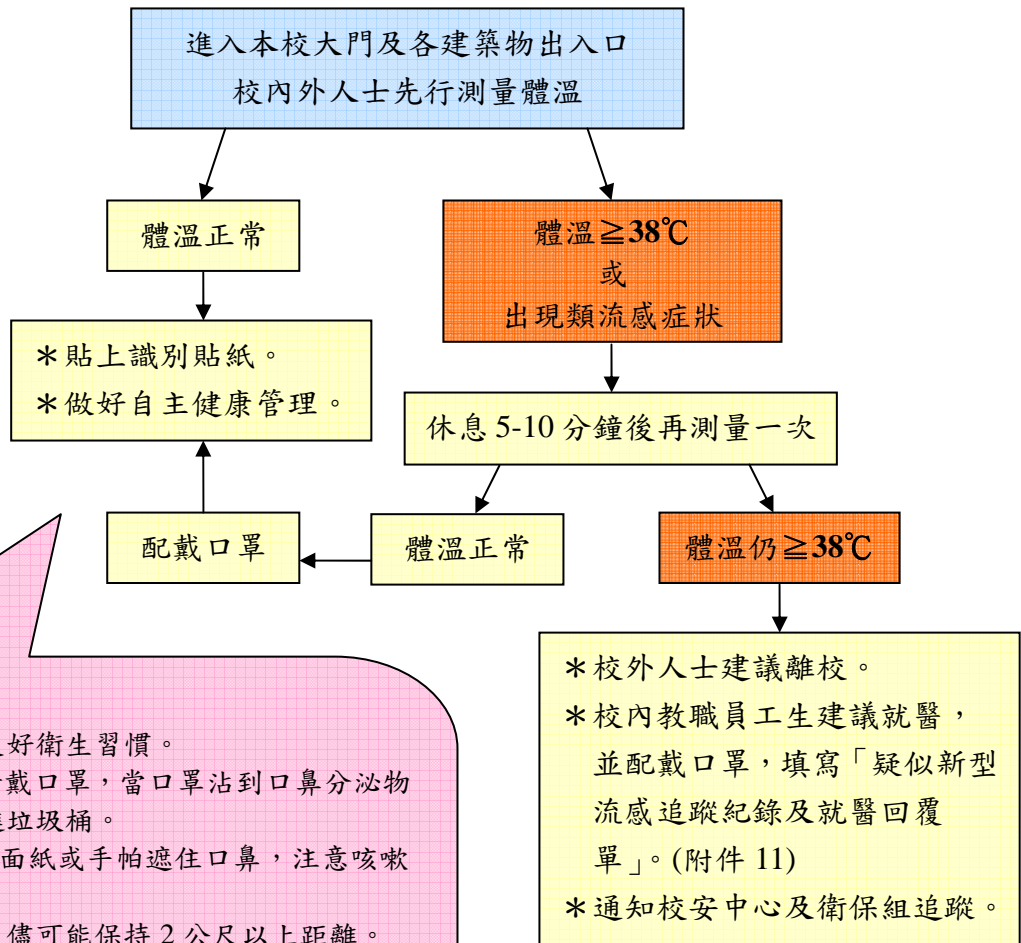 進入本校大門及各建築物出入口
校內外人士先行測量體溫
體溫正常
體溫≧38℃
或
出現類流感症狀
＊貼上識別貼紙。
＊做好自主健康管理。
休息 5-10 分鐘後再測量一次
配戴口罩
體溫正常
體溫仍≧38℃
＊校外人士建議離校。
＊校內教職員工生建議就醫，
並配戴口罩，填寫「疑似新型
流感追蹤紀錄及就醫回覆
單」。(附件 11)
＊通知校安中心及衛保組追蹤。
好衛生習慣。
戴口罩，當口罩沾到口鼻分泌物
垃圾桶。
面紙或手帕遮住口鼻，注意咳嗽
儘可能保持 2 公尺以上距離。